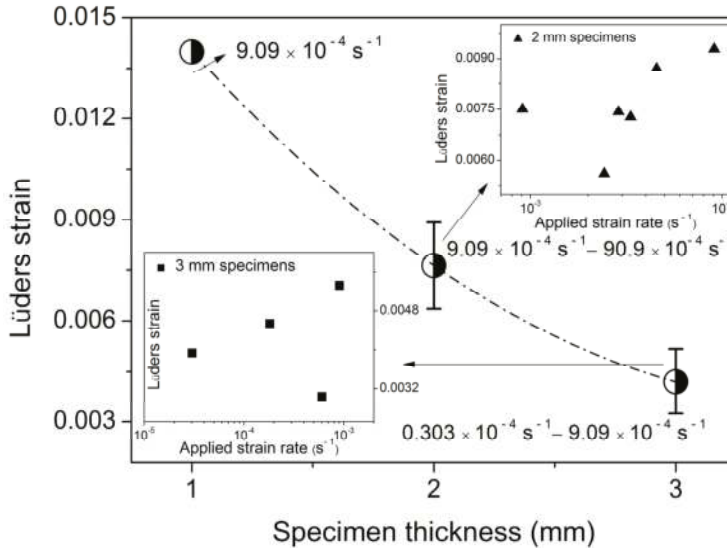 0.015
0.012
0.009
0.006
0.003
Lüders strain
1
2
3
Specimen thickness (mm)
9.09 × 10⁻⁴ s⁻¹
▲ 2 mm specimens
0.0090
0.0075
0.0060
Lüders strain
10⁻³
Applied strain rate (s⁻¹)
9.09 × 10⁻⁴ s⁻¹ – 90.9 × 10⁻⁴ s⁻¹
■ 3 mm specimens
Lüders strain
0.0048
0.0032
10⁻⁵
10⁻⁴
10⁻³
Applied strain rate (s⁻¹)
0.303 × 10⁻⁴ s⁻¹ – 9.09 × 10⁻⁴ s⁻¹